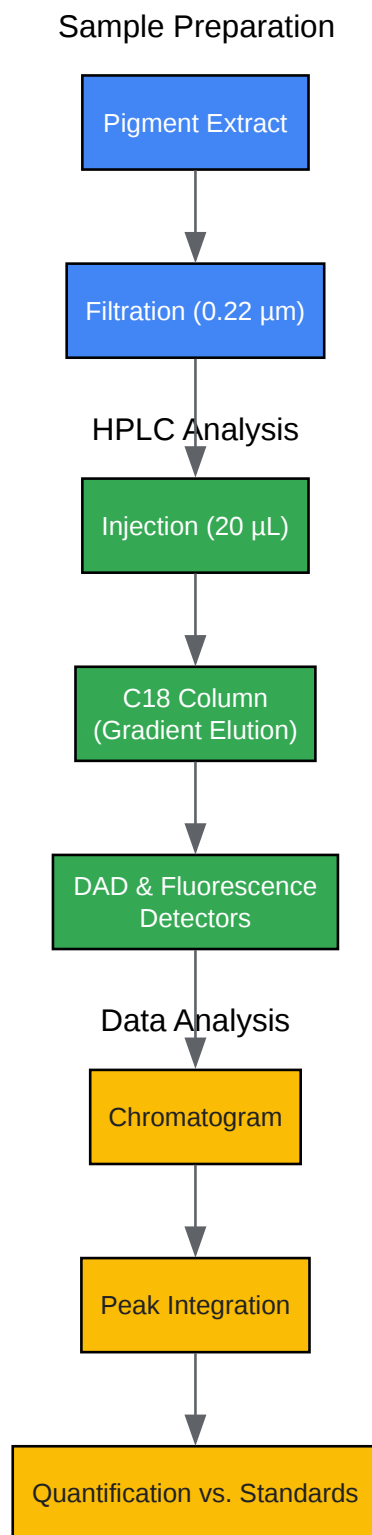 Sample Preparation
Pigment Extract
Filtration (0.22 µm)
HPLC Analysis
Injection (20 µL)
C18 Column
(Gradient Elution)
DAD & Fluorescence
Detectors
Data Analysis
Chromatogram
Peak Integration
Quantification vs. Standards